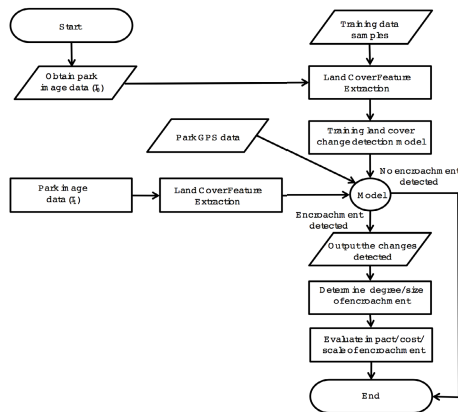 Start
Training data
samples
Obtain park
image data (I₀)
Land Cover Feature
Extraction
Training land cover
change detection model
Park GPS data
No encroachment
detected
Park image
data (I₁)
Land Cover Feature
Extraction
Model
Encroachment
detected
Output the changes
detected
Determine degree/size
of encroachment
Evaluate impact/cost/
scale of encroachment
End